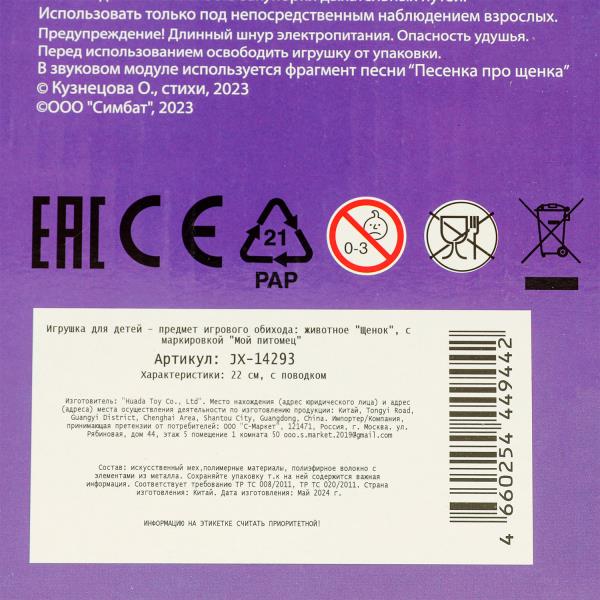 Использовать только под непосредственным наблюдением взрослых.
Предупреждение! Длинный шнур электропитания. Опасность удушья.
Перед использованием освободить игрушку от упаковки.
В звуковом модуле используется фрагмент песни “Песенка про щенка”
© Кузнецова О., стихи, 2023
©ООО "Симбат", 2023
EAC CE 21 0-3
PAP
Игрушка для детей – предмет игрового обихода: животное "Щенок", с
маркировкой "Мой питомец"
Артикул: JX-14293
Характеристики: 22 см, с поводком
Изготовитель: "Huada Toy Co., Ltd". Место нахождения (адрес юридического лица) и адрес
(адреса) места осуществления деятельности по изготовлению продукции: Китай, Tongyi Road,
Guangyi District, Chenghai Area, Shantou City, Guangdong, China. Импортер/Компания,
принимающая претензии от потребителей: ООО "С-Маркет", 121471, Россия, г. Москва. ул.
Рябиновая, дом 44, этаж 5 помещение 1 комната 50 ooo.s.market.2019@gmail.com
Состав: искусственный мех,полимерные материалы, полиэфирное волокно с
элементами из металла. Сохраняйте упаковку т.к на ней содержится важная
информация. Соответствует требованию ТР ТС 008/2011, ТР ТС 020/2011. Страна
изготовления: Китай. Дата изготовления: Май 2024 г.
ИНФОРМАЦИЮ НА ЭТИКЕТКЕ СЧИТАТЬ ПРИОРИТЕТНОЙ!
4 660254 449442